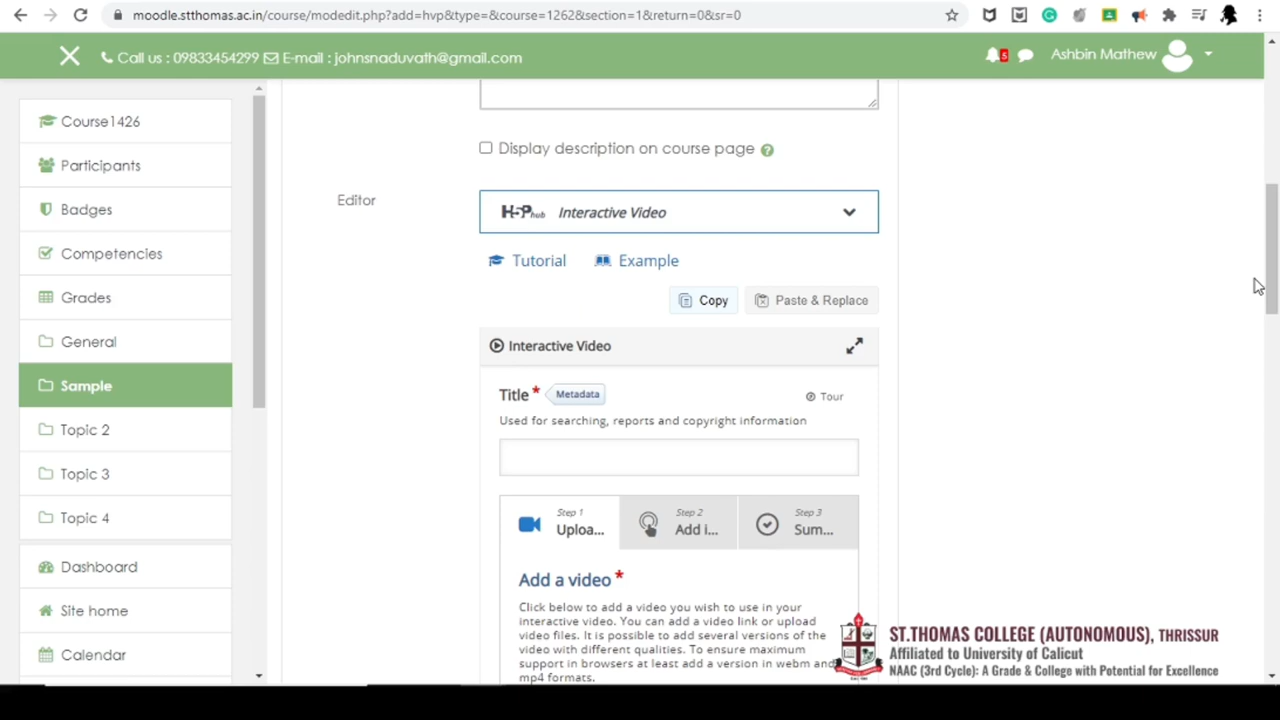 moodle.stthomas.ac.in/course/modedit.php?add=hvp&type=&course=1262&section=1&return=0&sr=0
Call us : 09833454299 E-mail : johnsnaduvath@gmail.com
5
Ashbin Mathew
Course1426
Participants
Badges
Competencies
Grades
General
Sample
Topic 2
Topic 3
Topic 4
Dashboard
Site home
Calendar
Display description on course page
Editor
H5P hub Interactive Video
Tutorial Example
Copy Paste & Replace
Interactive Video
Title * Metadata Tour
Used for searching, reports and copyright information
Step 1 Step 2 Step 3
Uploa... Add i... Sum...
Add a video *
Click below to add a video you wish to use in your
interactive video. You can add a video link or upload
video files. It is possible to add several versions of the
video with different qualities. To ensure maximum
support in browsers at least add a version in webm and
mp4 formats.
ST.THOMAS COLLEGE (AUTONOMOUS), THRISSUR
Affiliated to University of Calicut
NAAC (3rd Cycle): A Grade & College with Potential for Excellence